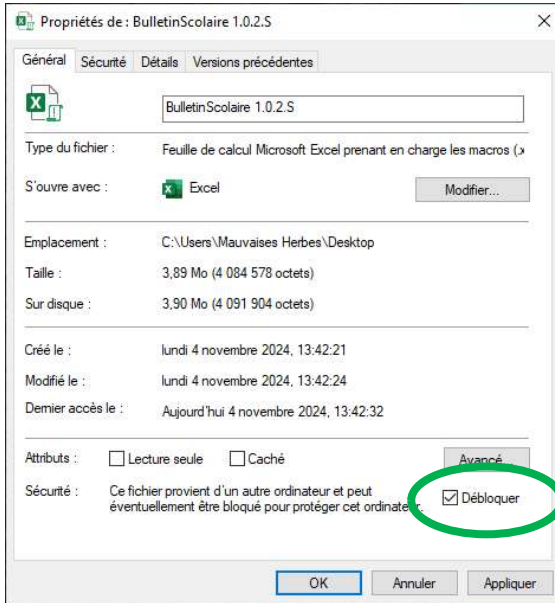 Propriétés de : BulletinScolaire 1.0.2.S
Général Sécurité Détails Versions précédentes
BulletinScolaire 1.0.2.S
Type du fichier : Feuille de calcul Microsoft Excel prenant en charge les macros (.x
S'ouvre avec : Excel Modifier...
Emplacement : C:\Users\Mauvaises Herbes\Desktop
Taille : 3,89 Mo (4 084 578 octets)
Sur disque : 3,90 Mo (4 091 904 octets)
Créé le : lundi 4 novembre 2024, 13:42:21
Modifié le : lundi 4 novembre 2024, 13:42:24
Dernier accès le : Aujourd'hui 4 novembre 2024, 13:42:32
Attributs : Lecture seule Caché Avancé...
Sécurité : Ce fichier provient d'un autre ordinateur et peut
éventuellement être bloqué pour protéger cet ordinateur. Débloquer
OK Annuler Appliquer